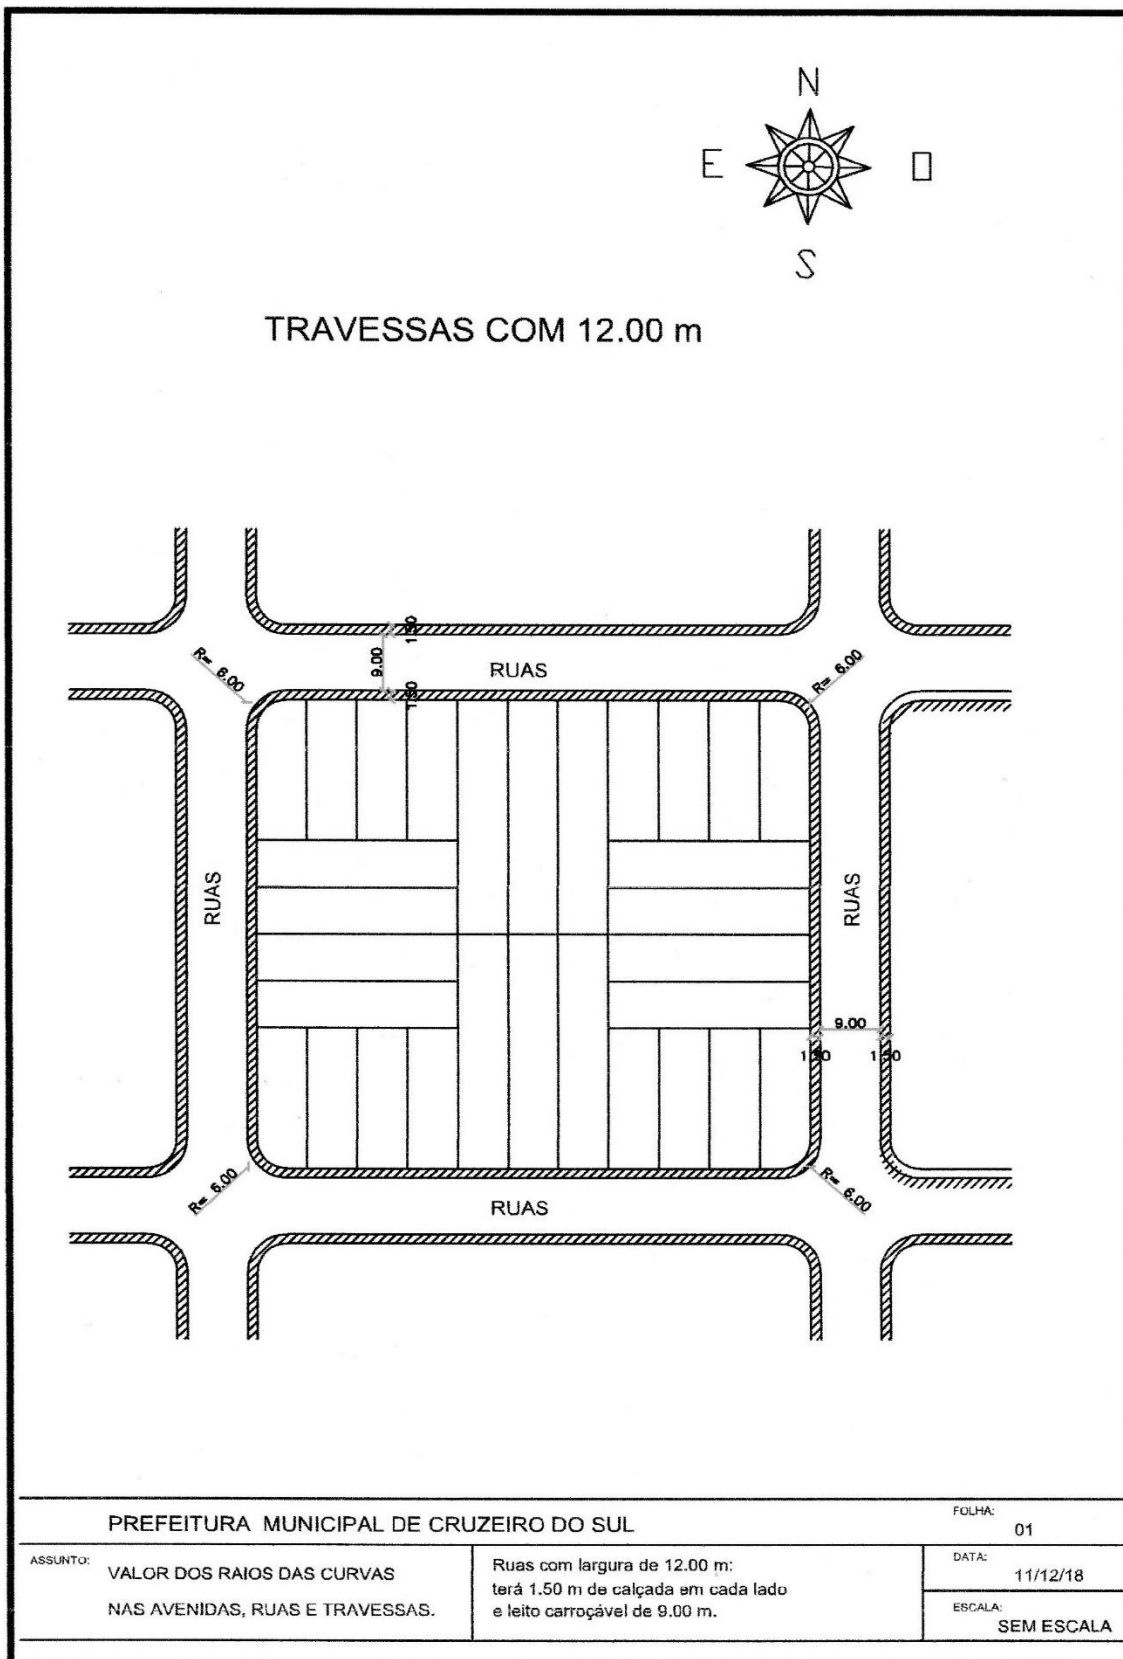 N
E
O
S
TRAVESSAS COM 12.00 m
1.50
9.00
1.50
RUAS
R= 6.00
R= 6.00
RUAS
RUAS
9.00
1.50
1.50
R= 6.00
R= 6.00
RUAS
PREFEITURA MUNICIPAL DE CRUZEIRO DO SUL
FOLHA:
01
ASSUNTO:
VALOR DOS RAIOS DAS CURVAS
NAS AVENIDAS, RUAS E TRAVESSAS.
Ruas com largura de 12.00 m:
terá 1.50 m de calçada em cada lado
e leito carroçável de 9.00 m.
DATA:
11/12/18
ESCALA:
SEM ESCALA